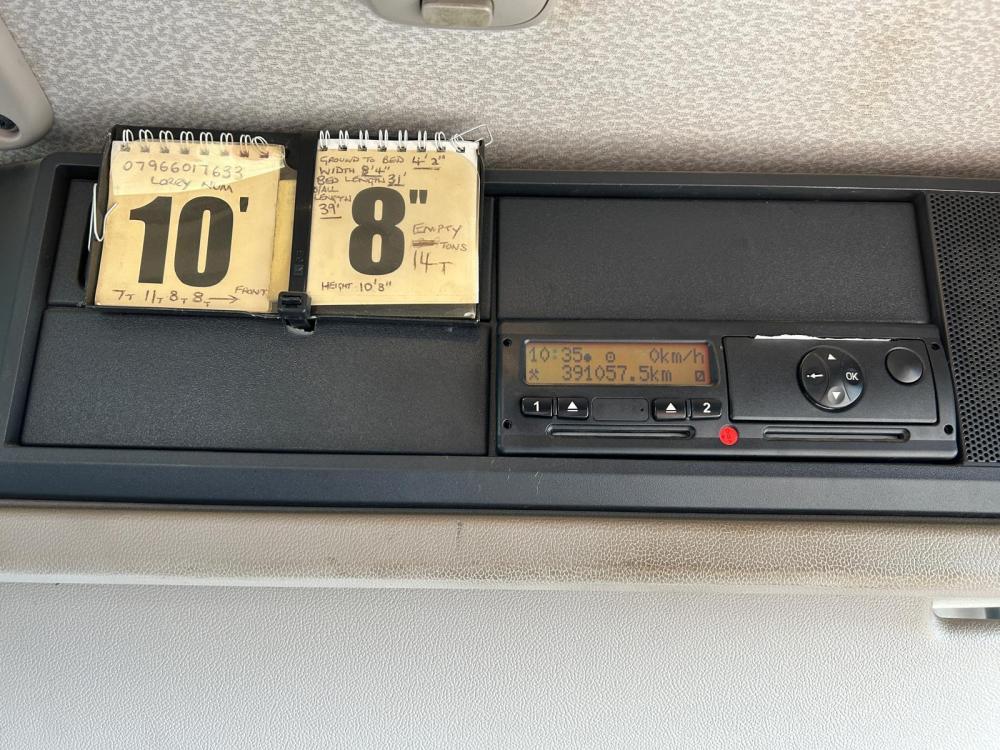 07966017633
LORRY NUM
10'
7T 11T 8T 8T → FRONT
GROUND TO BED 4' 2"
WIDTH 8'4"
BED LENGTH 31'
O/ALL
LENGTH
39'
8"
EMPTY
TONS
14T
HEIGHT 10'8"
10:35 0km/h
391057.5km
1
2
OK